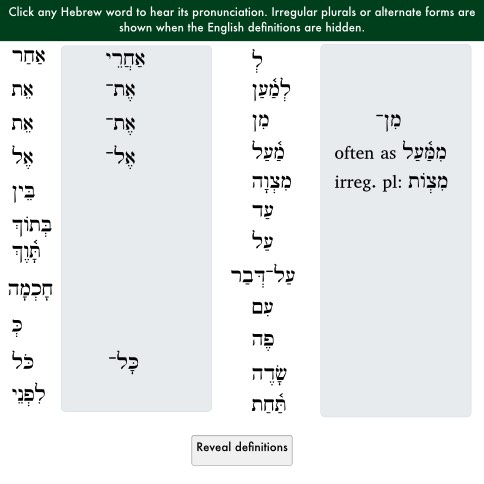 Click any Hebrew word to hear its pronunciation. Irregular plurals or alternate forms are
shown when the English definitions are hidden.
אַחַר אַחֲרֵי
אֵת אֶת־
אֵת אֶת־
אֶל אֶל־
בֵּין
בְּתוֹךְ
תָּ֫וֶךְ
חָכְמָה
כְּ
כֹּל כָּל־
לִפְנֵי
לְ
לְמַ֫עַן
מִן מִן־
מַ֫עַל often as מִמַּ֫עַל
מִצְוָה irreg. pl: מִצְוֹת
עַד
עַל
עַל־דְּבַר
עִם
פֶּה
שָׂדֶה
תַּ֫חַת
Reveal definitions